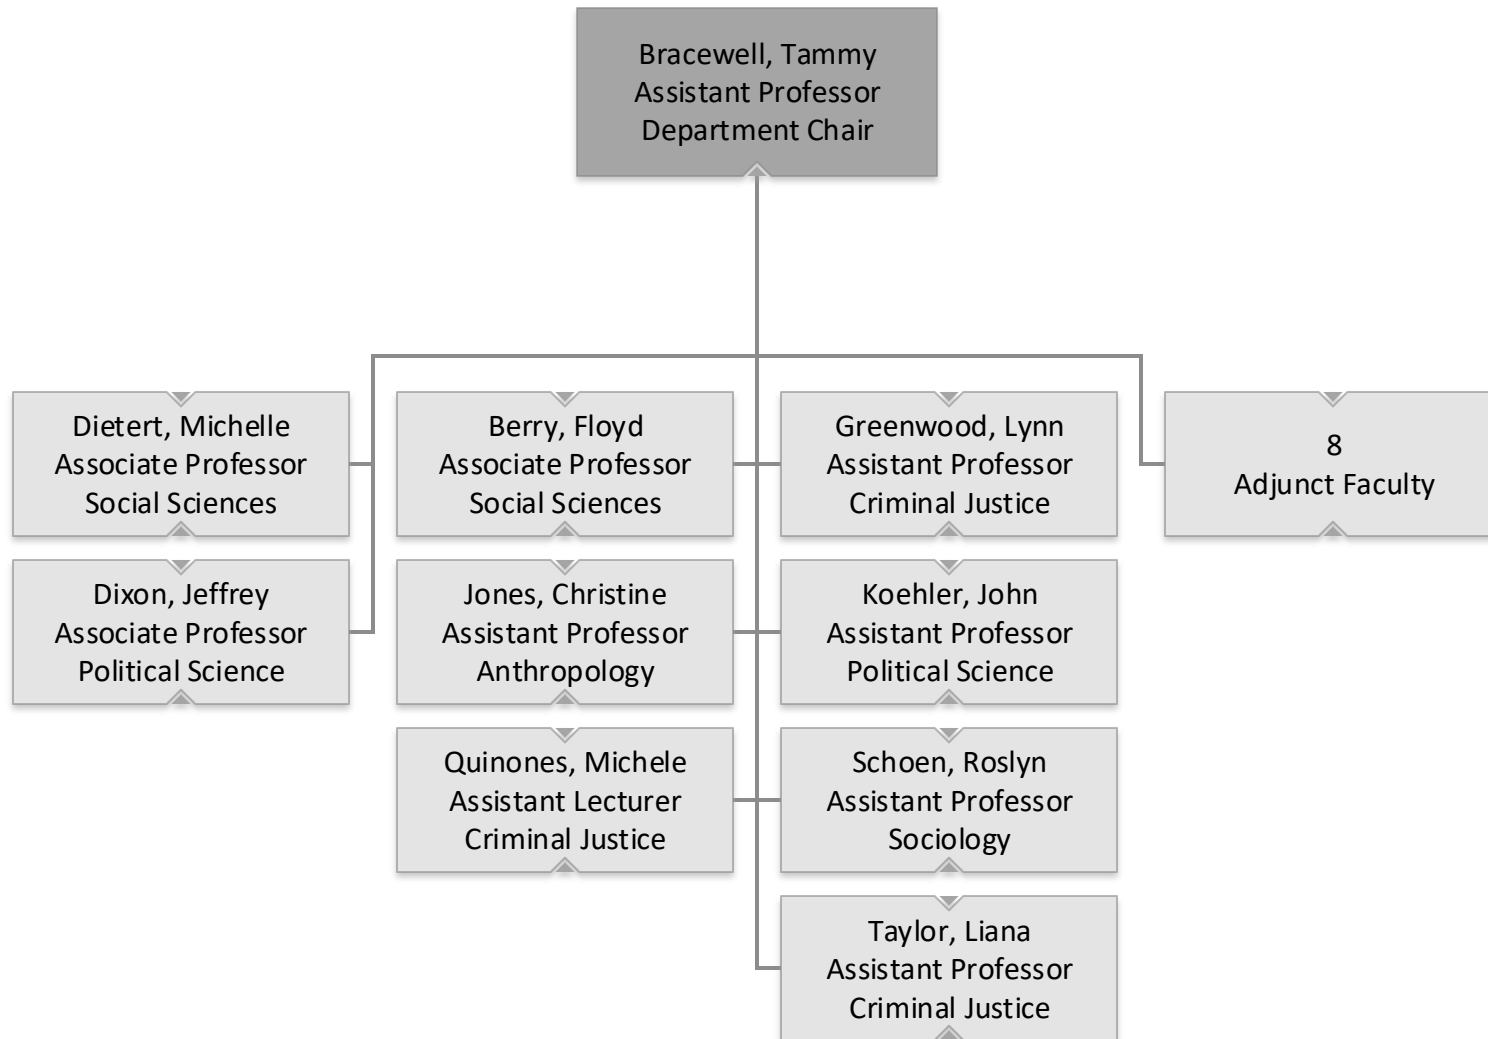 Bracewell, Tammy
Assistant Professor
Department Chair
Dietert, Michelle
Associate Professor
Social Sciences
Berry, Floyd
Associate Professor
Social Sciences
Greenwood, Lynn
Assistant Professor
Criminal Justice
8
Adjunct Faculty
Dixon, Jeffrey
Associate Professor
Political Science
Jones, Christine
Assistant Professor
Anthropology
Koehler, John
Assistant Professor
Political Science
Quinones, Michele
Assistant Lecturer
Criminal Justice
Schoen, Roslyn
Assistant Professor
Sociology
Taylor, Liana
Assistant Professor
Criminal Justice